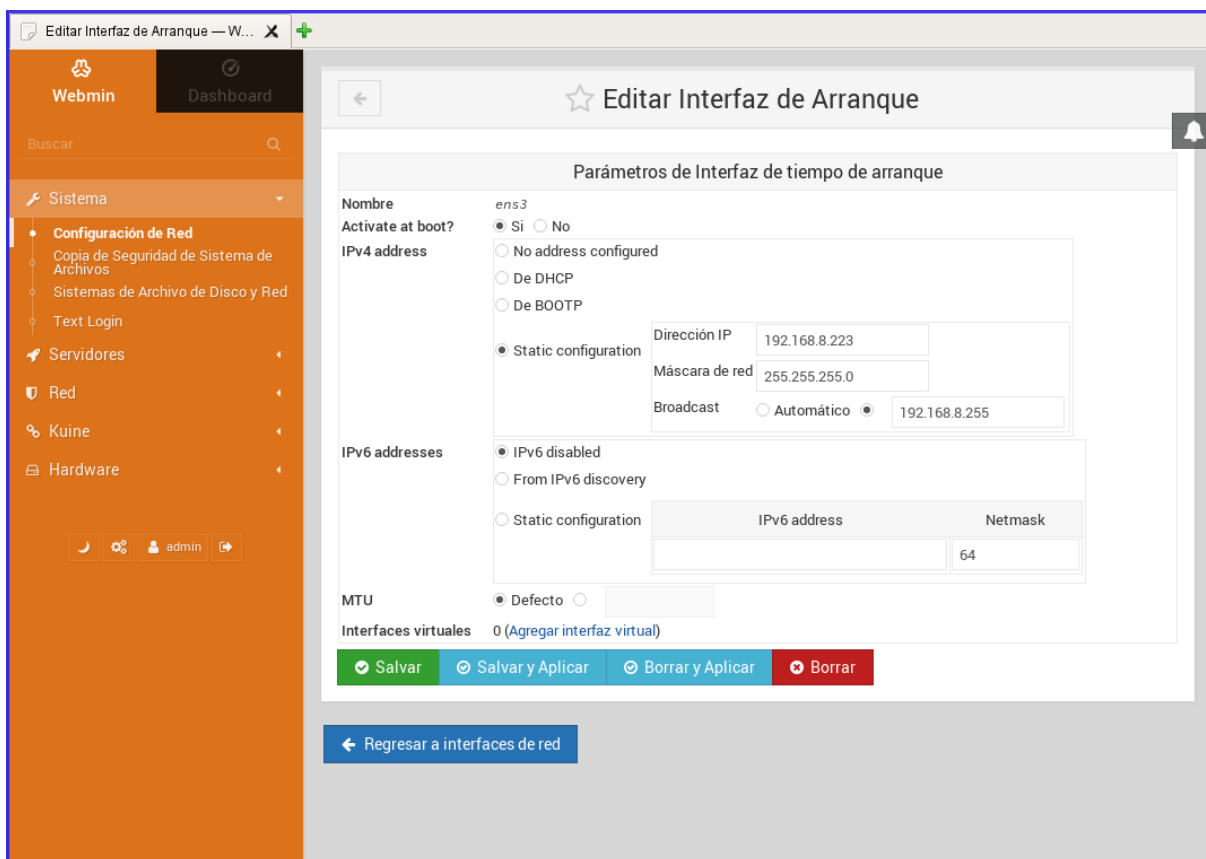 Editar Interfaz de Arranque — W...
Webmin
Dashboard
Buscar
Sistema
Configuración de Red
Copia de Seguridad de Sistema de
Archivos
Sistemas de Archivo de Disco y Red
Text Login
Servidores
Red
Kuine
Hardware
admin
Editar Interfaz de Arranque
Parámetros de Interfaz de tiempo de arranque
Nombre ens3
Activate at boot? Si No
IPv4 address No address configured
De DHCP
De BOOTP
Static configuration
Dirección IP 192.168.8.223
Máscara de red 255.255.255.0
Broadcast Automático 192.168.8.255
IPv6 addresses IPv6 disabled
From IPv6 discovery
Static configuration IPv6 address Netmask
64
MTU Defecto
Interfaces virtuales 0 (Agregar interfaz virtual)
Salvar Salvar y Aplicar Borrar y Aplicar Borrar
Regresar a interfaces de red